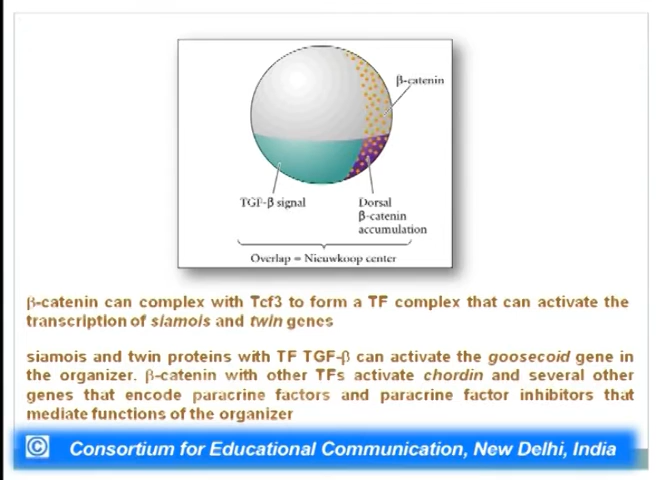 β-catenin
TGF-β signal
Dorsal
β-catenin
accumulation
Overlap = Nieuwkoop center
β-catenin can complex with Tcf3 to form a TF complex that can activate the
transcription of siamois and twin genes
siamois and twin proteins with TF TGF-β can activate the goosecoid gene in
the organizer. β-catenin with other TFs activate chordin and several other
genes that encode paracrine factors and paracrine factor inhibitors that
mediate functions of the organizer
© Consortium for Educational Communication, New Delhi, India